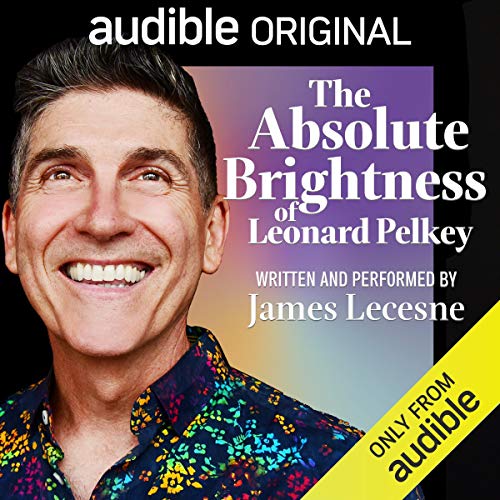 audible ORIGINAL
The
Absolute
Brightness
of
Leonard Pelkey
WRITTEN AND PERFORMED BY
James Lecesne
ONLY FROM
audible